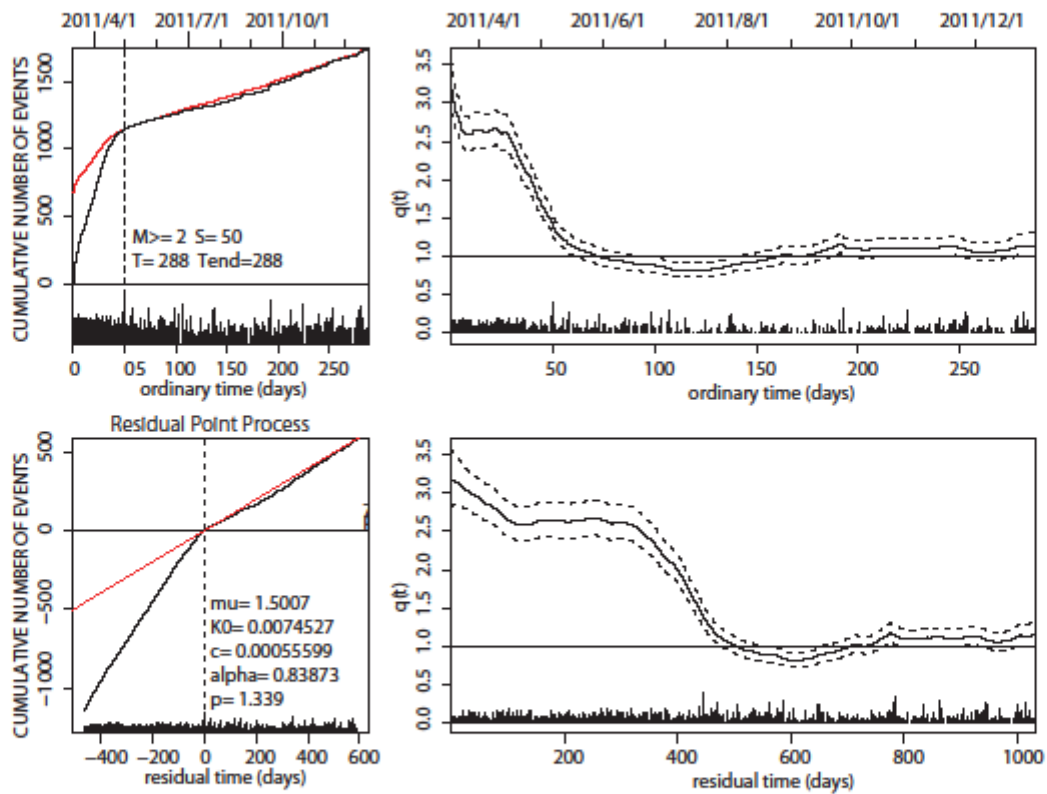 2011/4/1 2011/7/1 2011/10/1
CUMULATIVE NUMBER OF EVENTS
1500
1000
500
0
M>= 2 S= 50
T= 288 Tend=288
0 05 100 150 200 250
ordinary time (days)
2011/4/1 2011/6/1 2011/8/1 2011/10/1 2011/12/1
q(t)
3.5
3.0
2.5
2.0
1.5
1.0
0.5
0.0
50 100 150 200 250
ordinary time (days)
Residual Point Process
CUMULATIVE NUMBER OF EVENTS
500
0
−500
−1000
mu= 1.5007
K0= 0.0074527
c= 0.00055599
alpha= 0.83873
p= 1.339
−400 −200 0 200 400 600
residual time (days)
q(t)
3.5
3.0
2.5
2.0
1.5
1.0
0.5
0.0
200 400 600 800 1000
residual time (days)